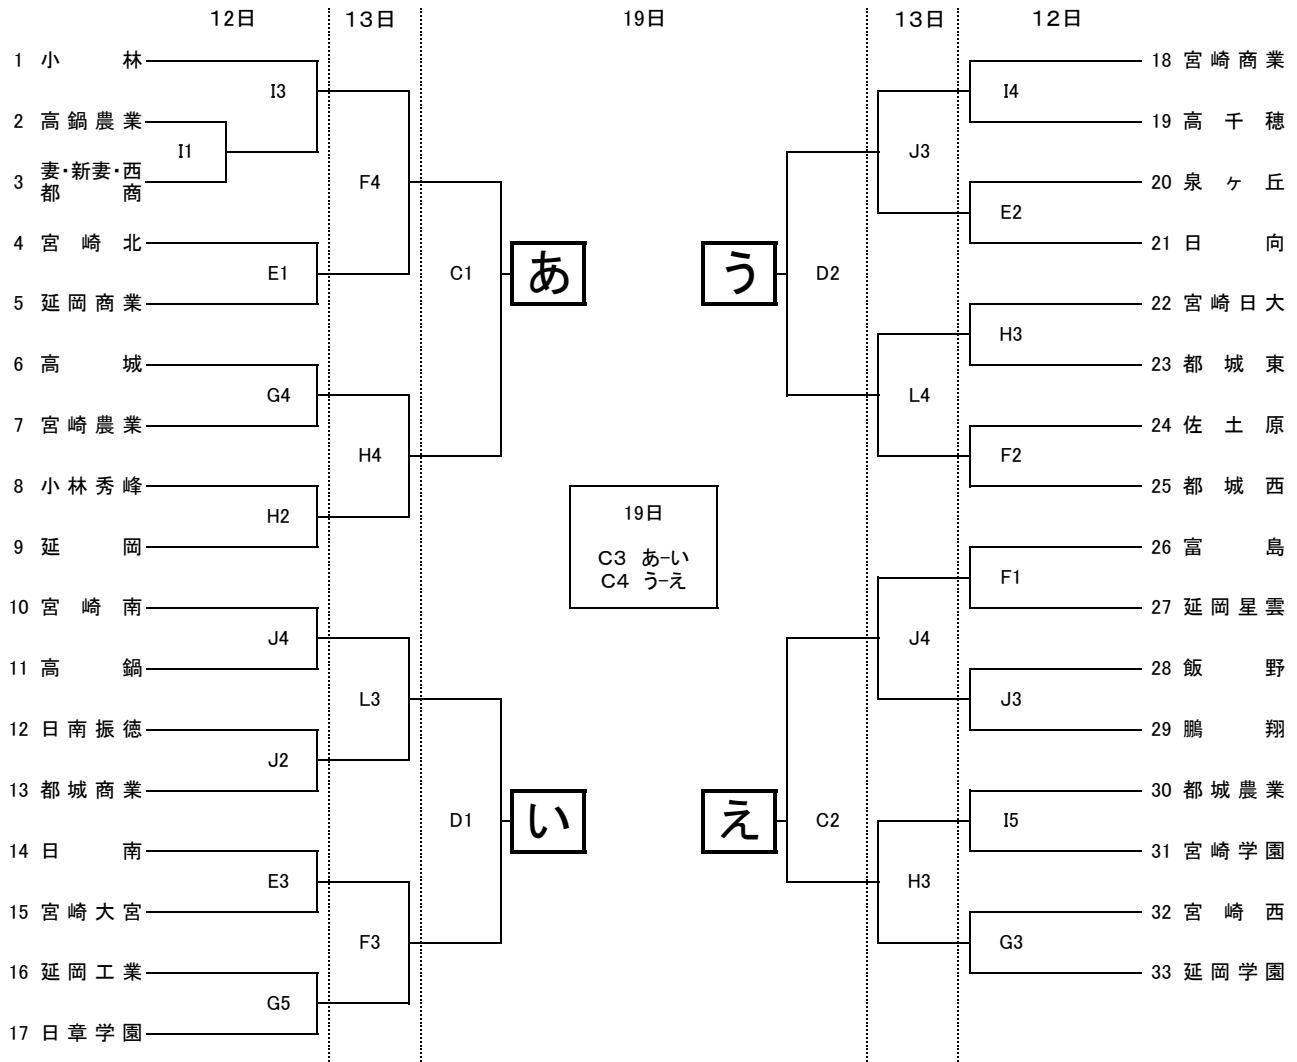 12日 13日 19日 13日 12日
1 小林
2 高鍋農業
3 妻・新妻・西都商
4 宮崎北
5 延岡商業
6 高城
7 宮崎農業
8 小林秀峰
9 延岡
10 宮崎南
11 高鍋
12 日南振徳
13 都城商業
14 日南
15 宮崎大宮
16 延岡工業
17 日章学園
I3
I1
E1
G4
H2
J4
J2
E3
G5
F4
H4
L3
F3
C1
D1
あ
い
19日
C3 あ-い
C4 う-え
う
え
D2
C2
J3
L4
J4
H3
I4
E2
H3
F2
F1
J3
I5
G3
18 宮崎商業
19 高千穂
20 泉ヶ丘
21 日向
22 宮崎日大
23 都城東
24 佐土原
25 都城西
26 富島
27 延岡星雲
28 飯野
29 鵬翔
30 都城農業
31 宮崎学園
32 宮崎西
33 延岡学園